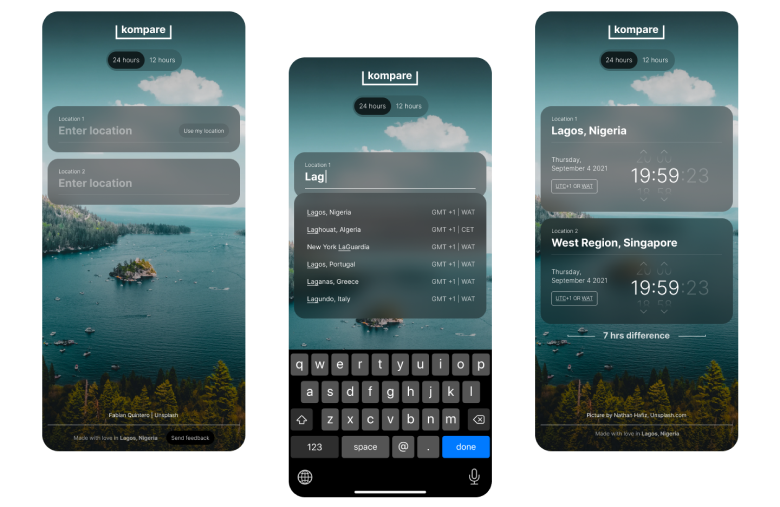 kompare
24 hours 12 hours
Location 1
Enter location
Use my location
Location 2
Enter location
Fabian Quintero | Unsplash
Made with love in Lagos, Nigeria
Send feedback
kompare
24 hours 12 hours
Location 1
Lag
Lagos, Nigeria GMT +1 | WAT
Laghouat, Algeria GMT +1 | CET
New York LaGuardia GMT +1 | WAT
Lagos, Portugal GMT +1 | WAT
Laganas, Greece GMT +1 | WAT
Lagundo, Italy GMT +1 | WAT
q w e r t y u i o p
a s d f g h j k l
z x c v b n m
123 space @ . done
kompare
24 hours 12 hours
Location 1
Lagos, Nigeria
Thursday,
September 4 2021
UTC+1 OR WAT
19:59:23
Location 2
West Region, Singapore
Thursday,
September 4 2021
UTC+1 OR WAT
19:59:23
7 hrs difference
Picture by Nathan Hanz, Unsplash.com
Made with love in Lagos, Nigeria